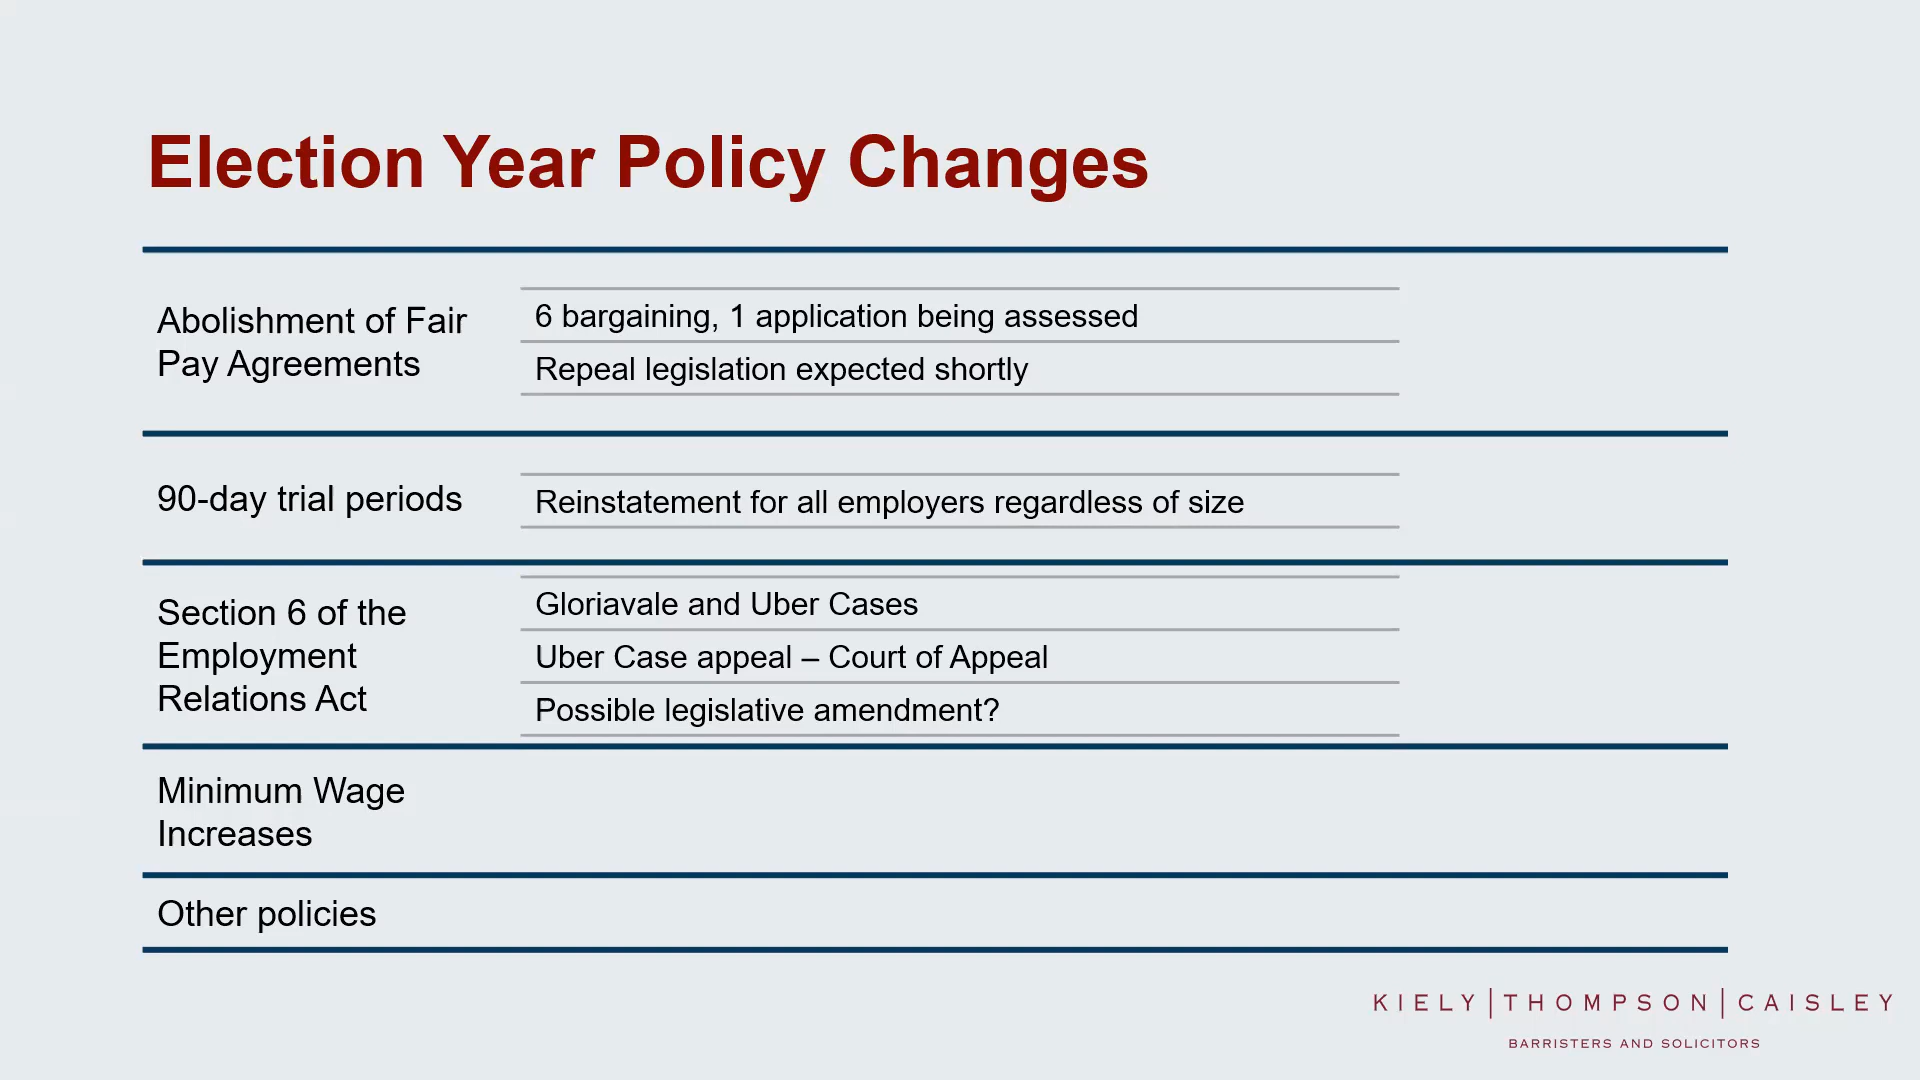 Election Year Policy Changes
Abolishment of Fair
Pay Agreements
6 bargaining, 1 application being assessed
Repeal legislation expected shortly
90-day trial periods
Reinstatement for all employers regardless of size
Section 6 of the
Employment
Relations Act
Gloriavale and Uber Cases
Uber Case appeal – Court of Appeal
Possible legislative amendment?
Minimum Wage
Increases
Other policies
KIELY|THOMPSON|CAISLEY
BARRISTERS AND SOLICITORS